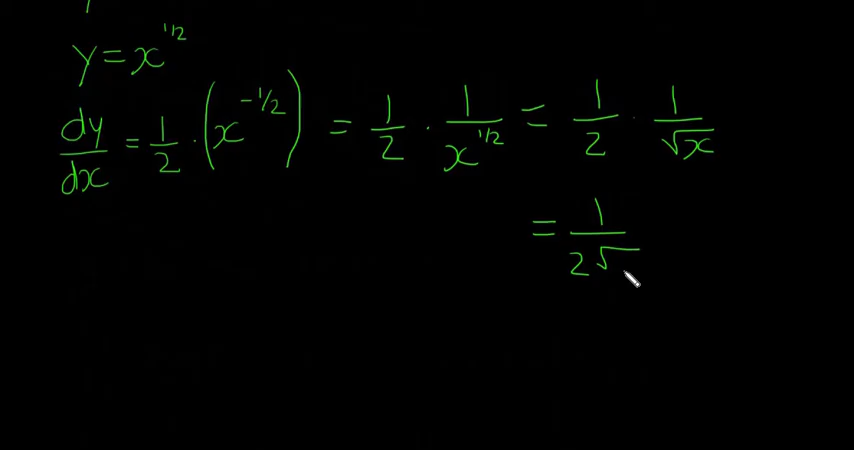 y = x^{1/2}
dy/dx = 1/2 · (x^{-1/2}) = 1/2 · 1/x^{1/2} = 1/2 · 1/√x
= 1/2√